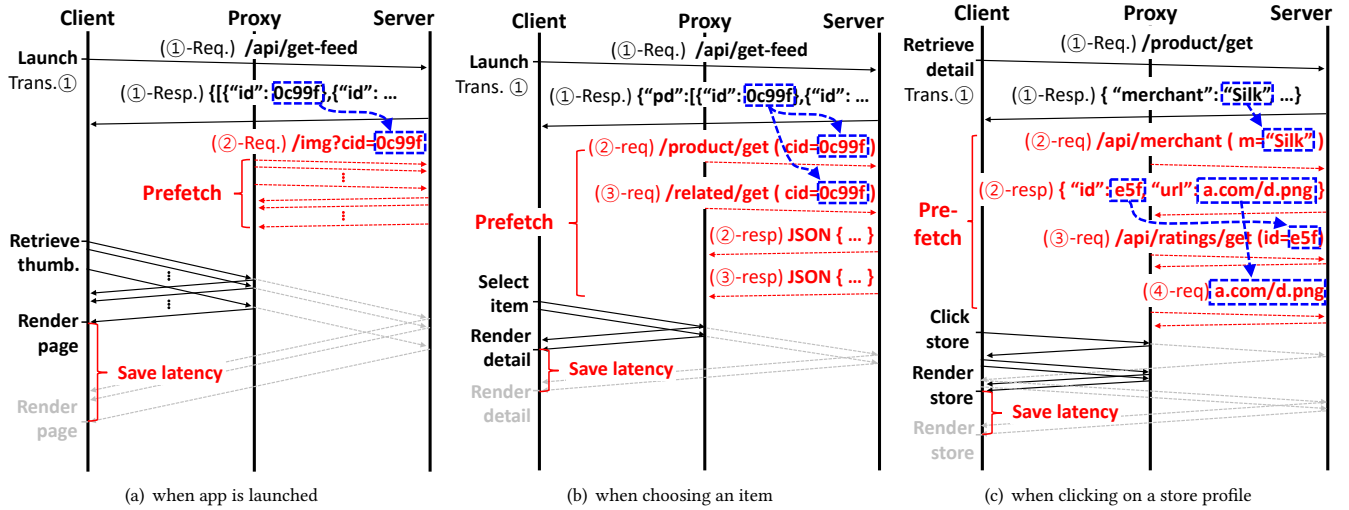 Client Proxy Server
Launch
Trans.①
(①-Req.) /api/get-feed
(①-Resp.) {[{“id”: 0c99f},{“id”: ...
(②-Req.) /img?cid=0c99f
Prefetch
Retrieve
thumb.
Render
page
Save latency
Render
page
(a) when app is launched
Client Proxy Server
Launch
Trans. ①
(①-Req.) /api/get-feed
(①-Resp.) {“pd”:[{“id”: 0c99f},{“id”: ...
(②-req) /product/get ( cid=0c99f )
(③-req) /related/get ( cid=0c99f )
Prefetch
(②-resp) JSON { ... }
(③-resp) JSON { ... }
Select
item
Render
detail
Save latency
Render
detail
(b) when choosing an item
Client Proxy Server
Retrieve
detail
Trans.①
(①-Req.) /product/get
(①-Resp.) { “merchant”: “Silk” ...}
(②-req) /api/merchant ( m=“Silk” )
(②-resp) { “id”: e5f, “url”: a.com/d.png }
Pre-
fetch
(③-req) /api/ratings/get (id=e5f)
(④-req) a.com/d.png
Click
store
Render
store
Save latency
Render
store
(c) when clicking on a store profile